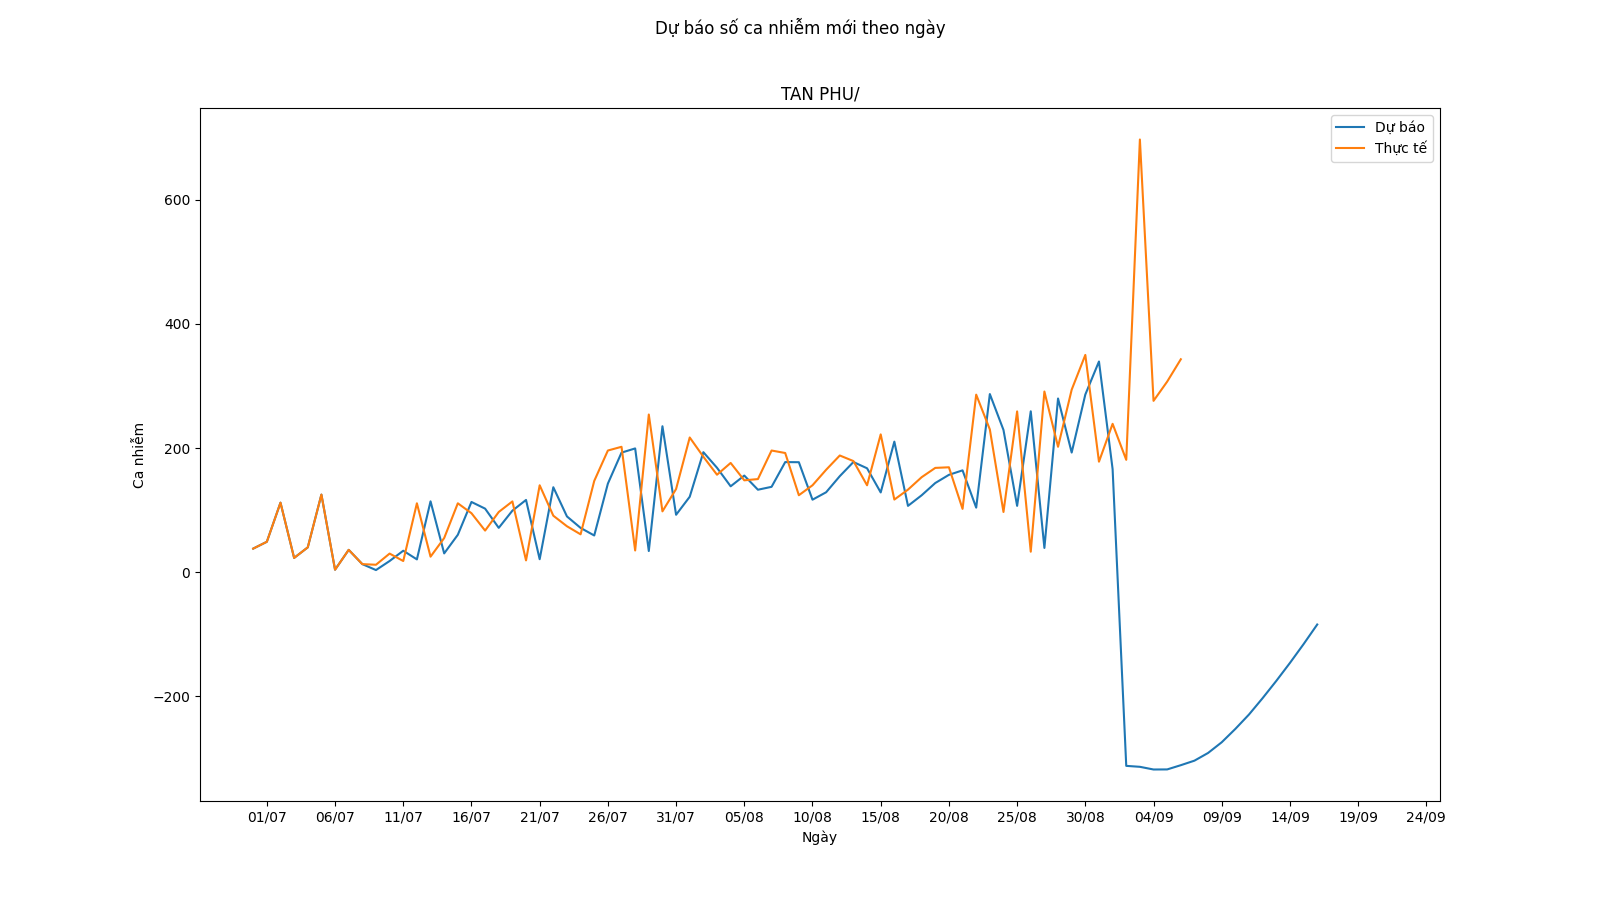 Dự báo số ca nhiễm mới theo ngày
TAN PHU/
Dự báo
Thực tế
600
400
200
0
−200
Ca nhiễm
01/07 06/07 11/07 16/07 21/07 26/07 31/07 05/08 10/08 15/08 20/08 25/08 30/08 04/09 09/09 14/09 19/09 24/09
Ngày